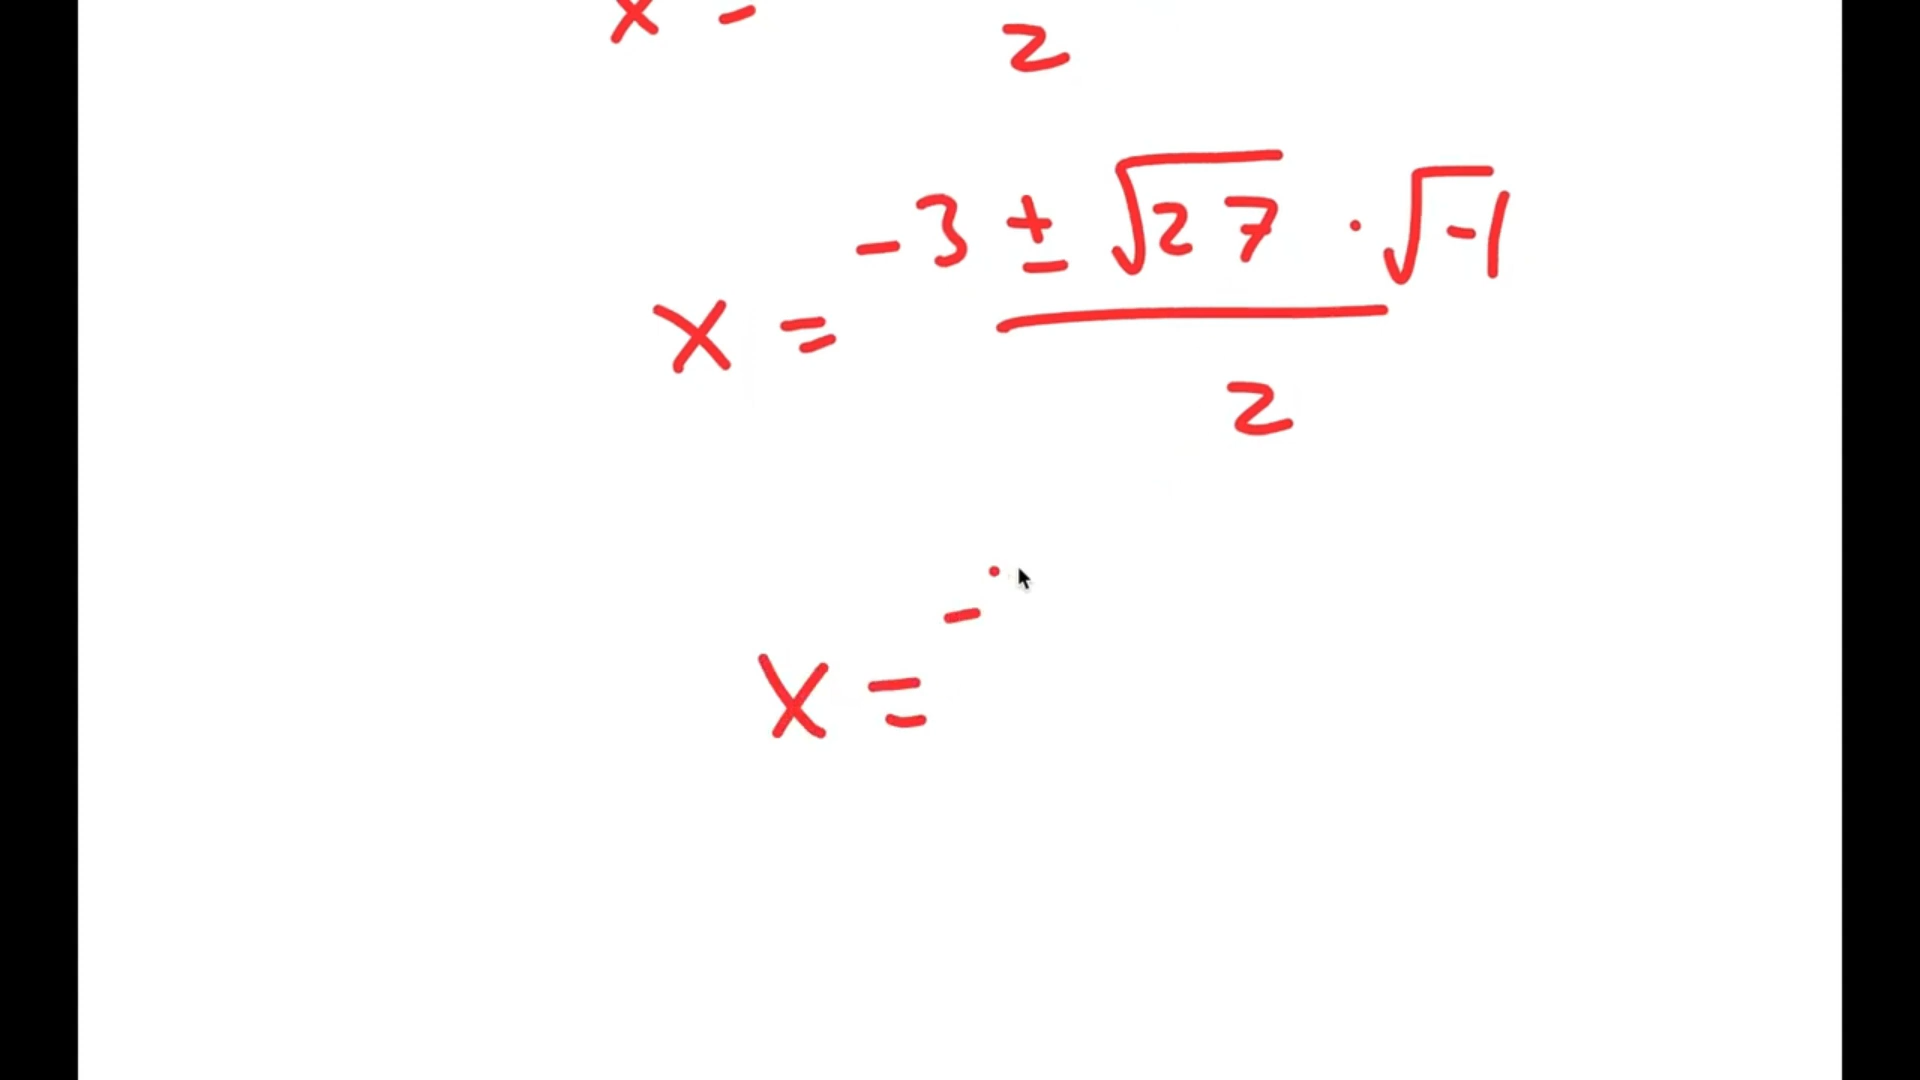 x =
2
x = -3 ± √27 · √-1
2
x = -